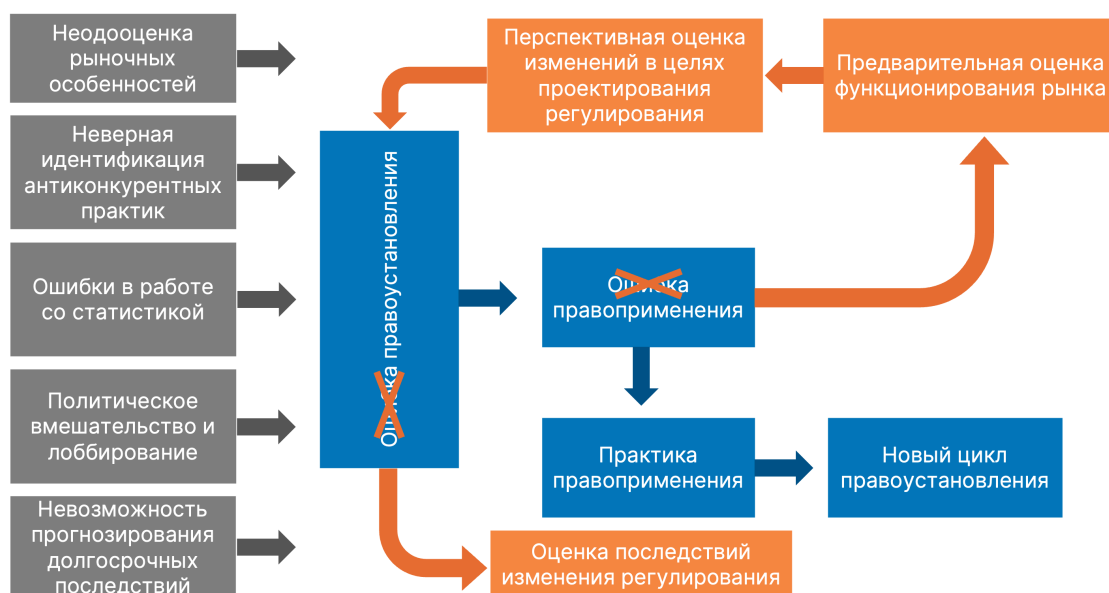 Неодооценка
рыночных
особенностей
Неверная
идентификация
антиконкурентных
практик
Ошибки в работе
со статистикой
Политическое
вмешательство и
лоббирование
Невозможность
прогнозирования
долгосрочных
последствий
Ошибка правоустановления
Перспективная оценка
изменений в целях
проектирования
регулирования
Предварительная оценка
функционирования рынка
Ошибка
правоприменения
Практика
правоприменения
Новый цикл
правоустановления
Оценка последствий
изменения регулирования